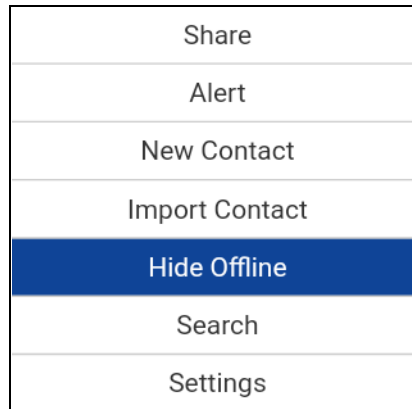 Share
Alert
New Contact
Import Contact
Hide Offline
Search
Settings